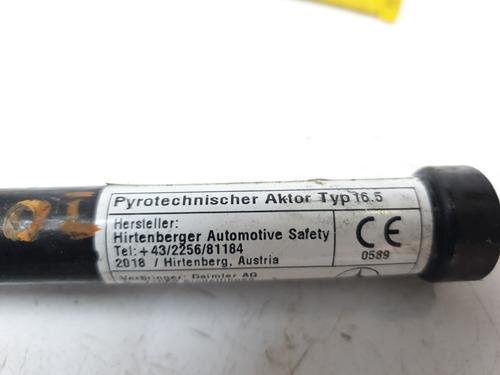 Pyrotechnischer Aktor Typ 16.5
Hersteller:
Hirtenberger Automotive Safety
Tel:+43/2256/81184
2018 / Hirtenberg, Austria
CE
0589
Verbringer: Daimler AG